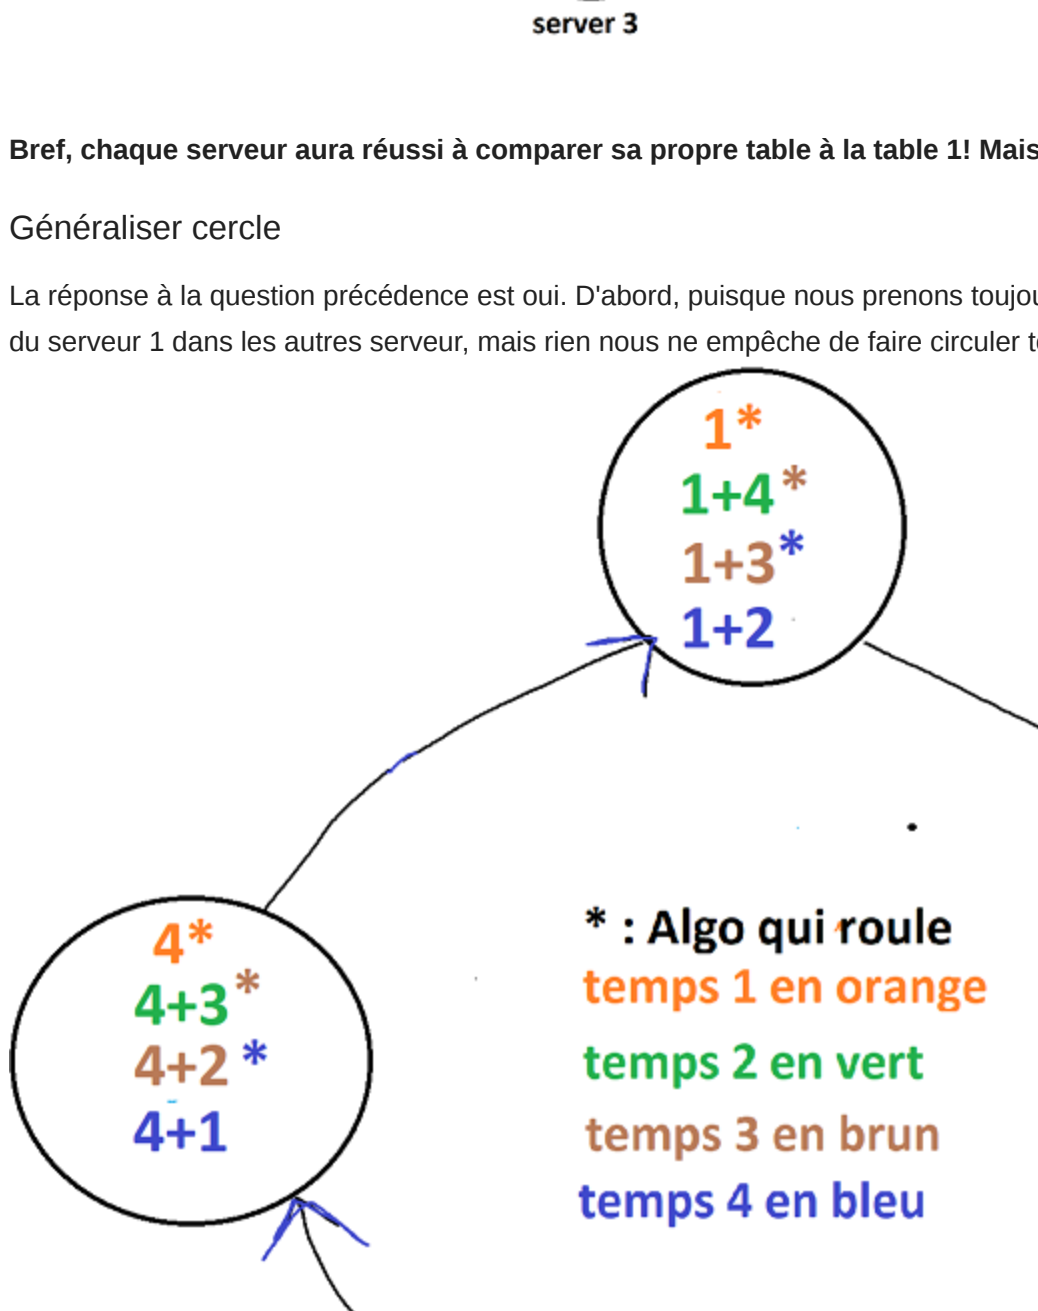 server 3
Bref, chaque serveur aura réussi à comparer sa propre table à la table 1! Mais
Généraliser cercle
La réponse à la question précédence est oui. D'abord, puisque nous prenons toujou
du serveur 1 dans les autres serveur, mais rien nous ne empêche de faire circuler t
1*
1+4*
1+3*
1+2
4*
4+3*
4+2*
4+1
* : Algo qui roule
temps 1 en orange
temps 2 en vert
temps 3 en brun
temps 4 en bleu